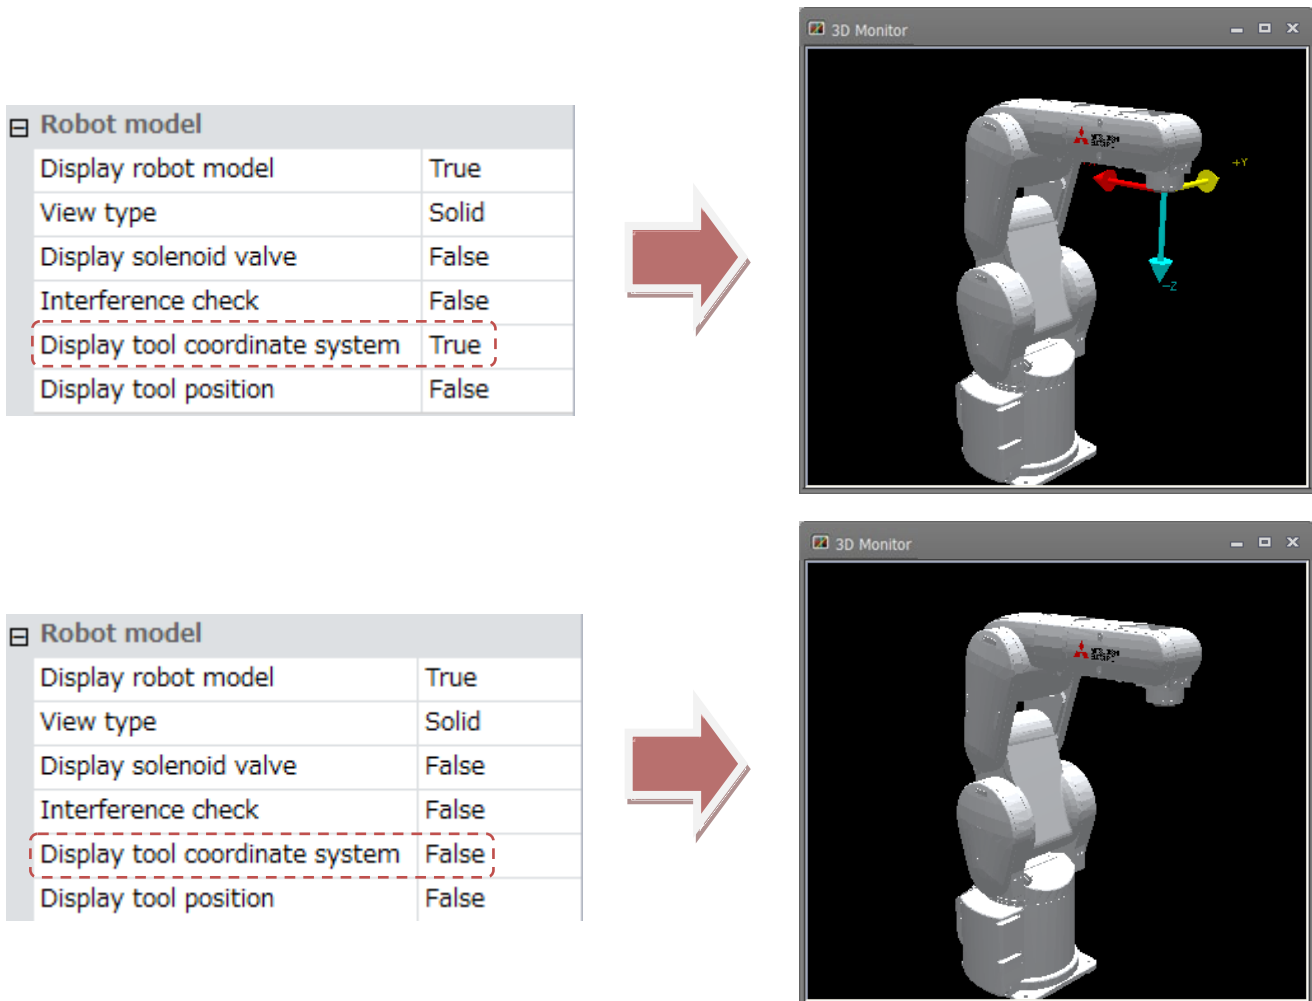 3D Monitor
Robot model
Display robot model True
View type Solid
Display solenoid valve False
Interference check False
Display tool coordinate system True
Display tool position False
+Y
-Z
3D Monitor
Robot model
Display robot model True
View type Solid
Display solenoid valve False
Interference check False
Display tool coordinate system False
Display tool position False